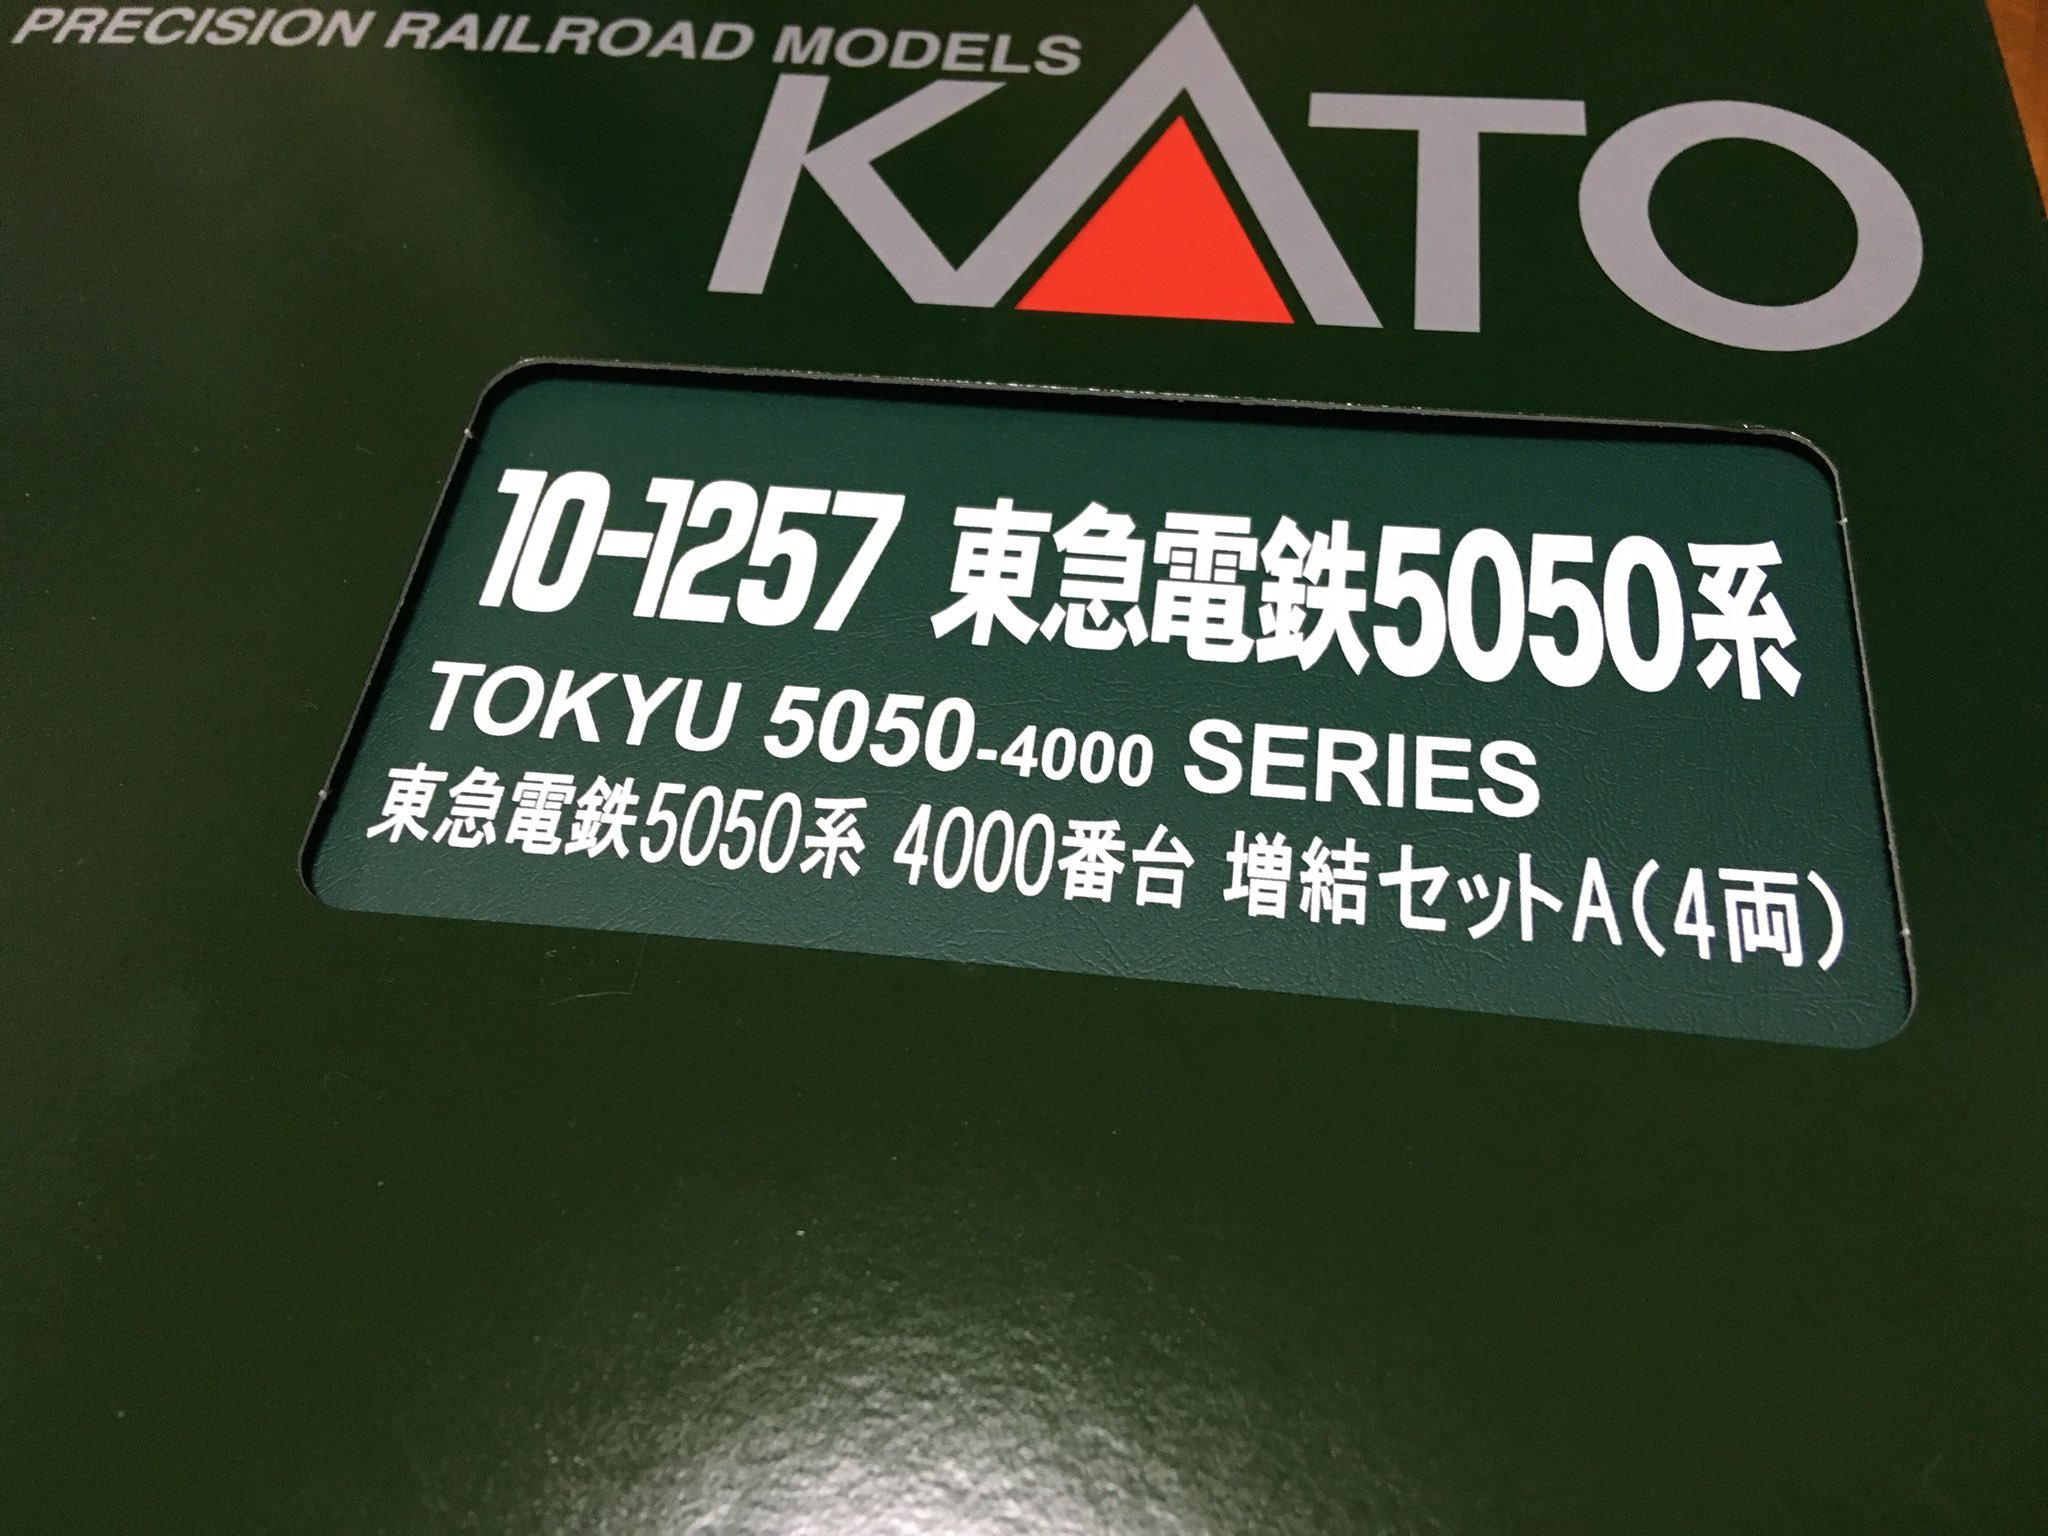 PRECISION RAILROAD MODELS
KATO
10-1257 東急電鉄5050系
TOKYU 5050-4000 SERIES
東急電鉄5050系 4000番台 増結セットA(4両)